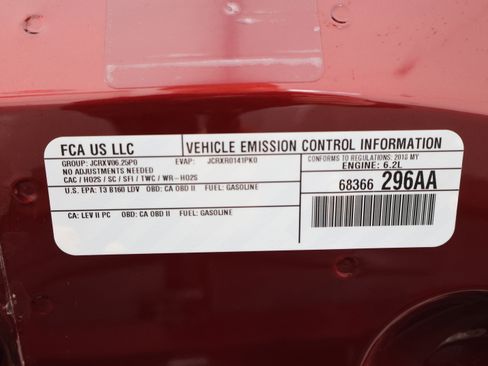 FCA US LLC
VEHICLE EMISSION CONTROL INFORMATION
GROUP: JCRXV06.25P0 EVAP: JCRXR0141PK0
NO ADJUSTMENTS NEEDED
CAC / HO2S / SC / SFI / TWC / WR-HO2S
CONFORMS TO REGULATIONS: 2018 MY
ENGINE: 6.2L
U.S. EPA: T3 B160 LDV OBD: CA OBD II FUEL: GASOLINE
68366 296AA
CA: LEV II PC OBD: CA OBD II FUEL: GASOLINE